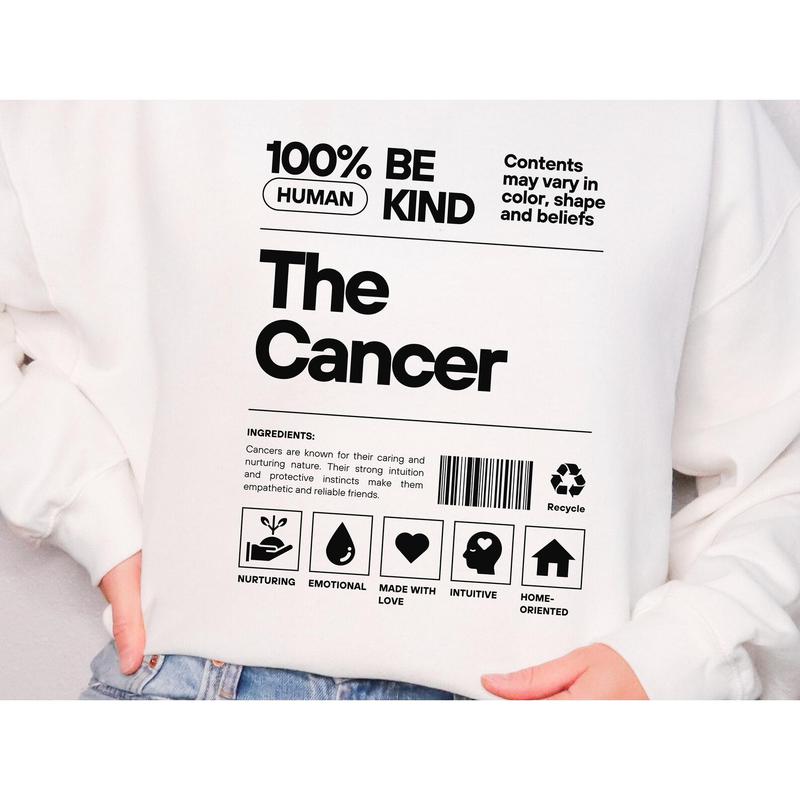 100% BE
HUMAN KIND
Contents
may vary in
color, shape
and beliefs
The
Cancer
INGREDIENTS:
Cancers are known for their caring and
nurturing nature. Their strong intuition
and protective instincts make them
empathetic and reliable friends.
Recycle
NURTURING
EMOTIONAL
MADE WITH
LOVE
INTUITIVE
HOME-
ORIENTED